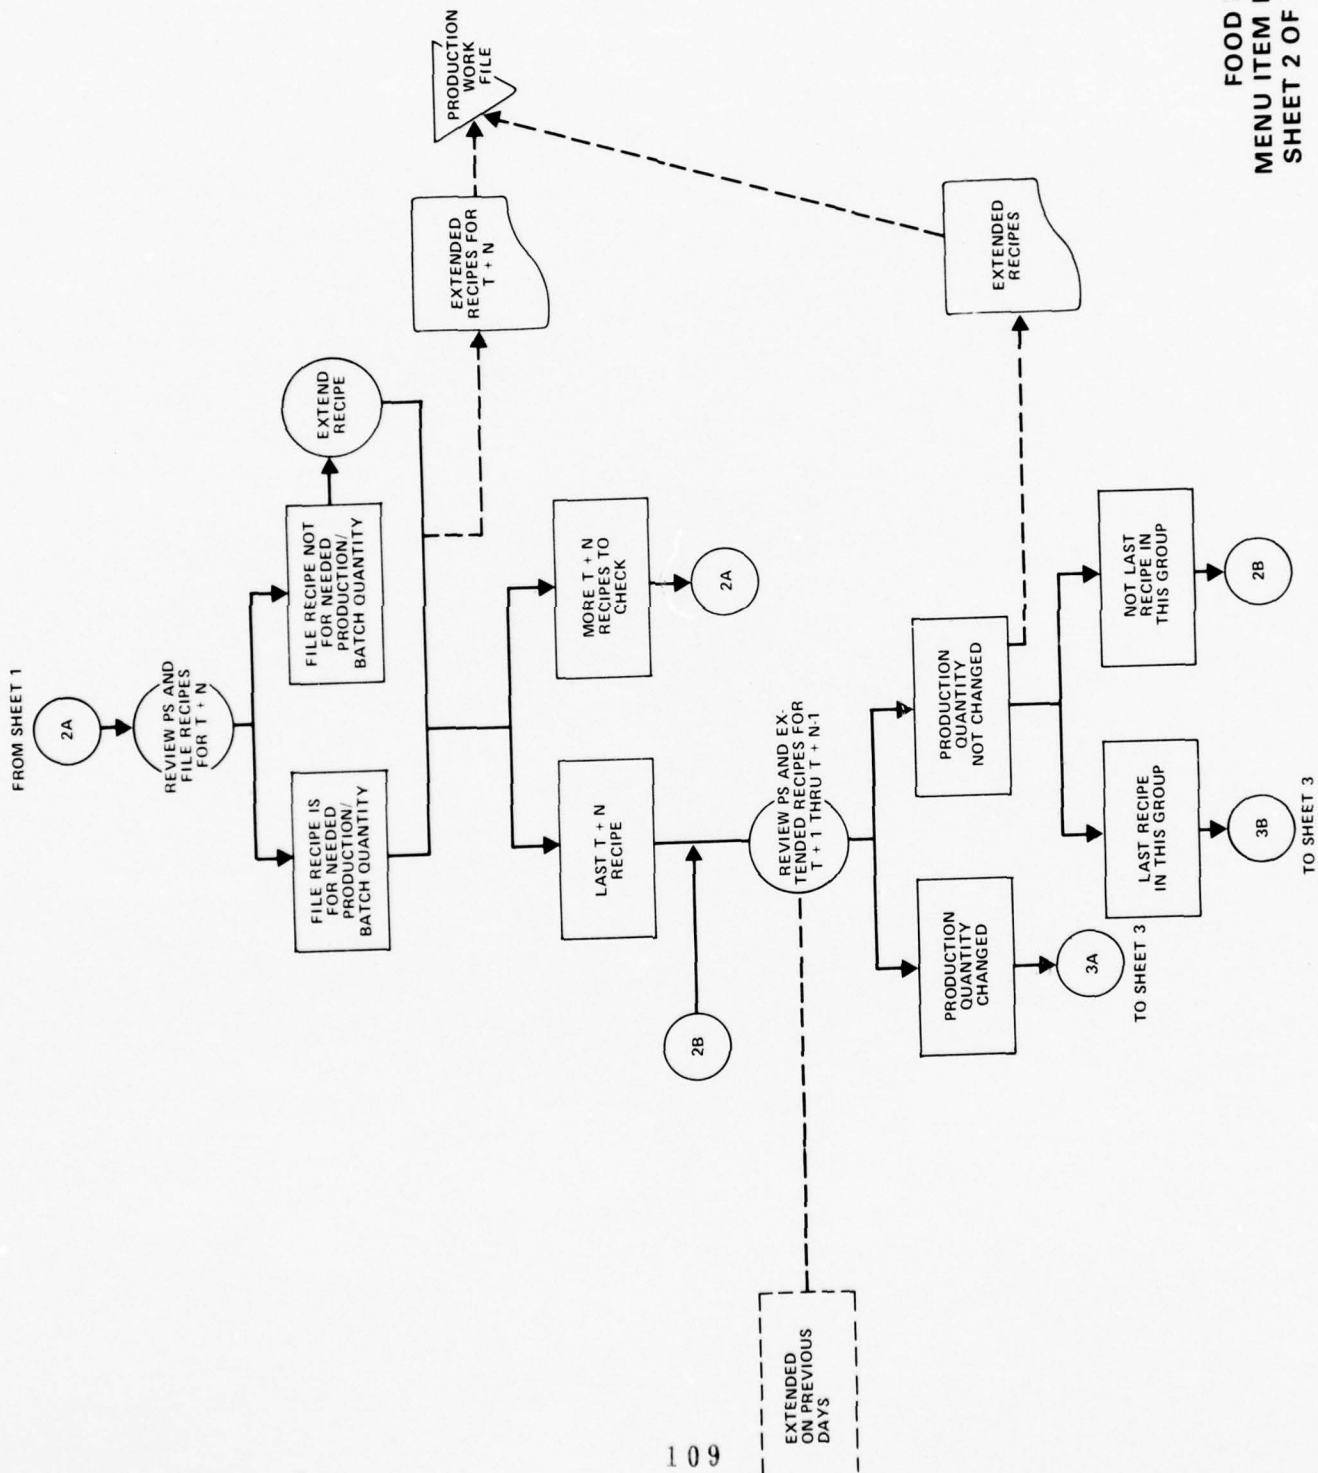 FROM SHEET 1
2A
REVIEW PS AND
FILE RECIPES
FOR T + N
FILE RECIPE IS
FOR NEEDED
PRODUCTION/
BATCH QUANTITY
FILE RECIPE NOT
FOR NEEDED
PRODUCTION/
BATCH QUANTITY
EXTEND
RECIPE
EXTENDED
RECIPES FOR
T + N
PRODUCTION
WORK
FILE
LAST T + N
RECIPE
MORE T + N
RECIPES TO
CHECK
2A
2B
EXTENDED
ON PREVIOUS
DAYS
REVIEW PS AND EX-
TENDED RECIPES FOR
T + 1 THRU T + N-1
PRODUCTION
QUANTITY
CHANGED
3A
TO SHEET 3
PRODUCTION
QUANTITY
NOT CHANGED
EXTENDED
RECIPES
LAST RECIPE
IN THIS GROUP
3B
TO SHEET 3
NOT LAST
RECIPE IN
THIS GROUP
2B
FOOD
MENU ITEM
SHEET 2 OF
109